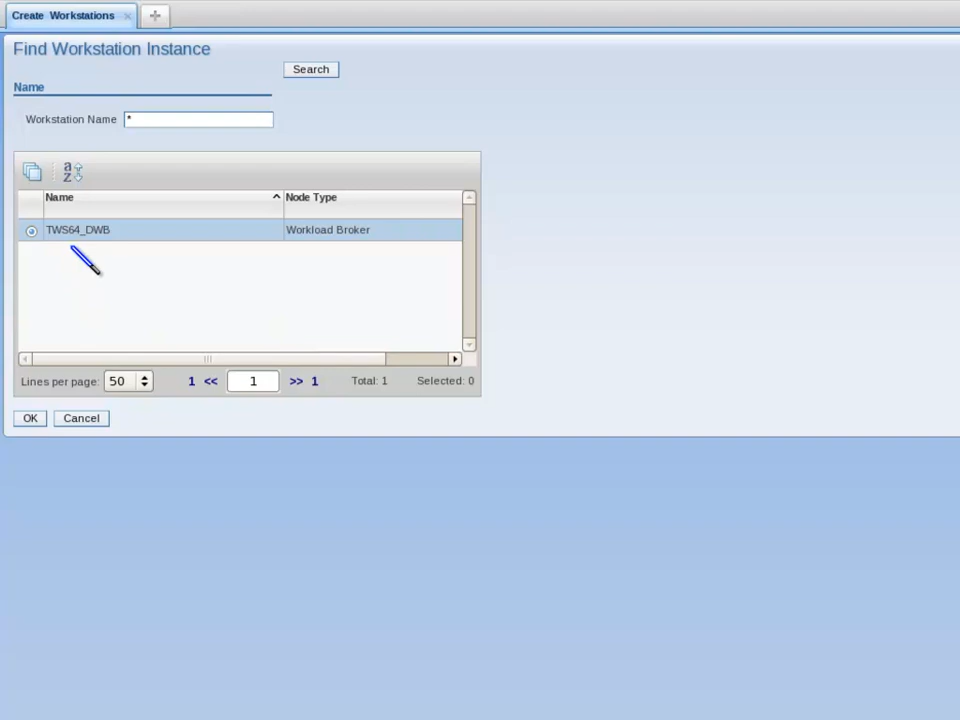 Create Workstations
Find Workstation Instance
Search
Name
Workstation Name *
Name Node Type
TWS64_DWB Workload Broker
Lines per page: 50 1 << 1 >> 1 Total: 1 Selected: 0
OK Cancel